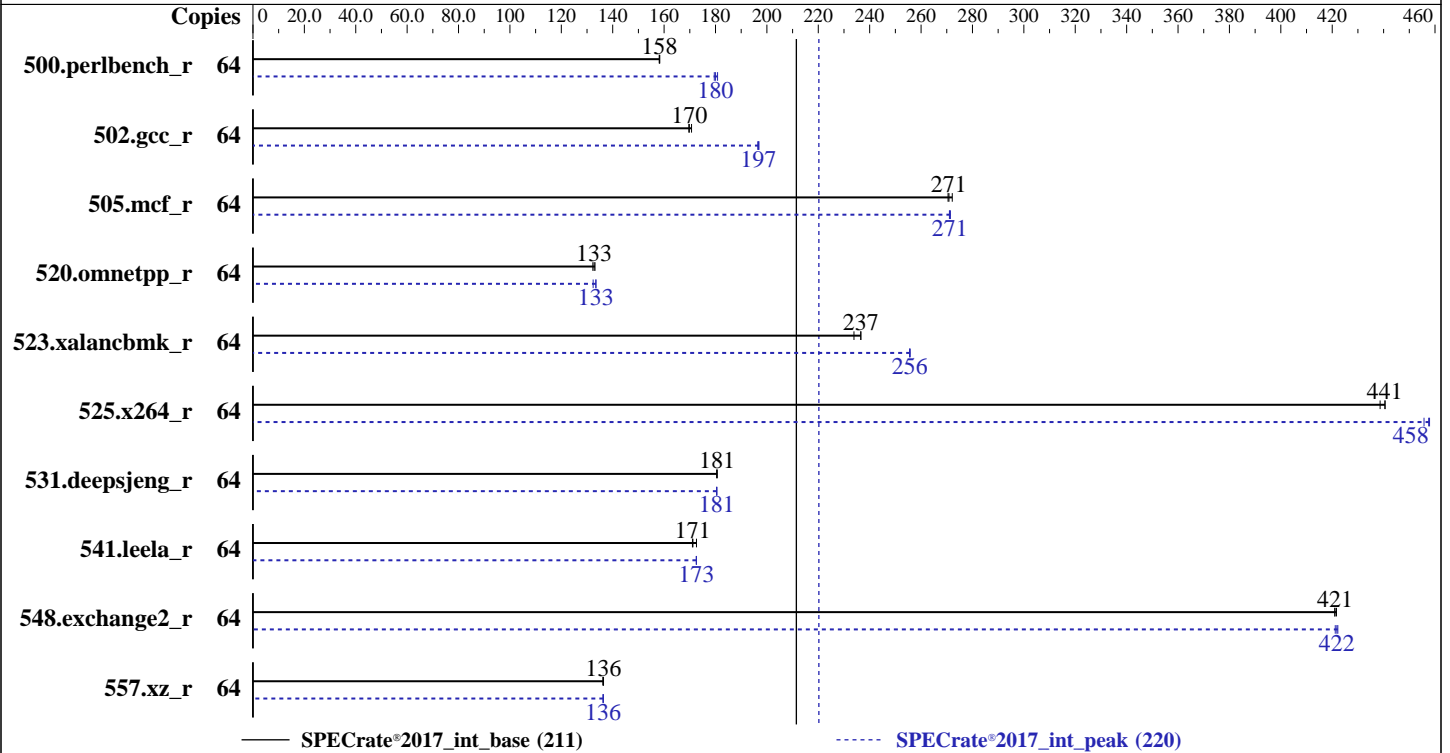 Copies 0 20.0 40.0 60.0 80.0 100 120 140 160 180 200 220 240 260 280 300 320 340 360 380 400 420 460
158
500.perlbench_r 64
180
170
502.gcc_r 64
197
271
505.mcf_r 64
271
133
520.omnetpp_r 64
133
237
523.xalancbmk_r 64
256
441
525.x264_r 64
458
181
531.deepsjeng_r 64
181
171
541.leela_r 64
173
421
548.exchange2_r 64
422
136
557.xz_r 64
136
SPECrate®2017_int_base (211) SPECrate®2017_int_peak (220)